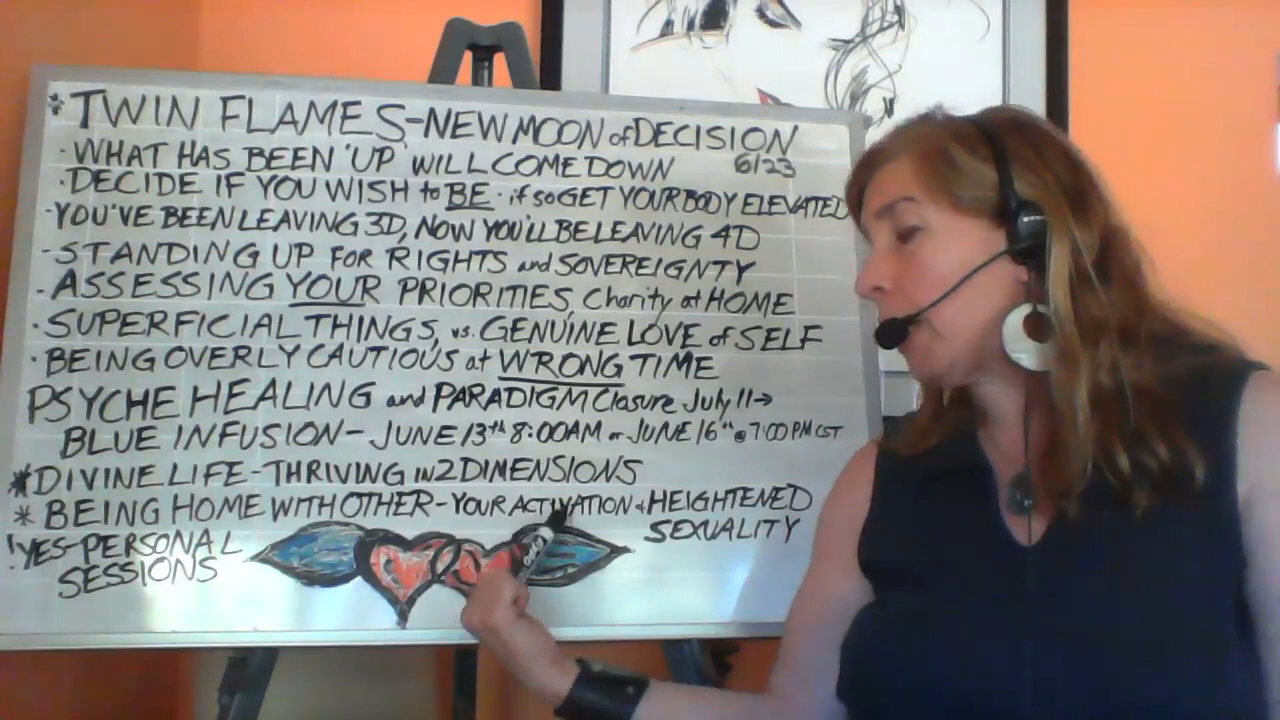 * TWIN FLAMES - NEW MOON of DECISION
· WHAT HAS BEEN 'UP' WILL COME DOWN 6/23
· DECIDE IF YOU WISH to BE · if so GET YOUR BODY ELEVATED
· YOU'VE BEEN LEAVING 3D, NOW YOU'LL BE LEAVING 4D
- STANDING UP FOR RIGHTS and SOVEREIGNTY
· ASSESSING YOUR PRIORITIES, Charity at HOME
· SUPERFICIAL THINGS, vs. GENUINE LOVE of SELF
· BEING OVERLY CAUTIOUS at WRONG TIME
PSYCHE HEALING and PARADIGM Closure July 11→
BLUE INFUSION - JUNE 13th 8:00AM or JUNE 16th @ 7:00 PM CST
* DIVINE LIFE - THRIVING in 2 DIMENSIONS
* BEING HOME WITH OTHER - YOUR ACTIVATION + HEIGHTENED
SEXUALITY
! YES - PERSONAL
SESSIONS